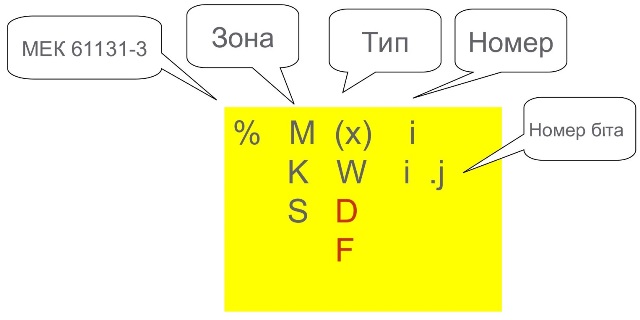 МЕК 61131-3
Зона
Тип
Номер
Номер біта
% M (x) i
K W i .j
S D
F